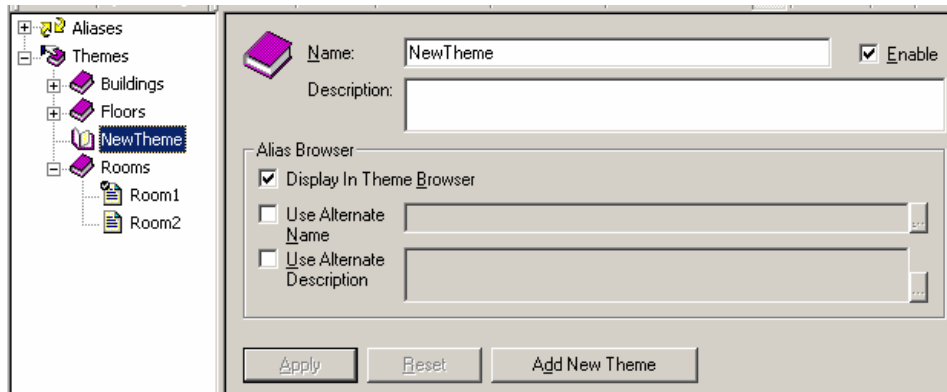 Aliases
Themes
Buildings
Floors
NewTheme
Rooms
Room1
Room2
Name:
NewTheme
Enable
Description:
Alias Browser
Display In Theme Browser
Use Alternate
Name
...
Use Alternate
Description
...
Apply
Reset
Add New Theme